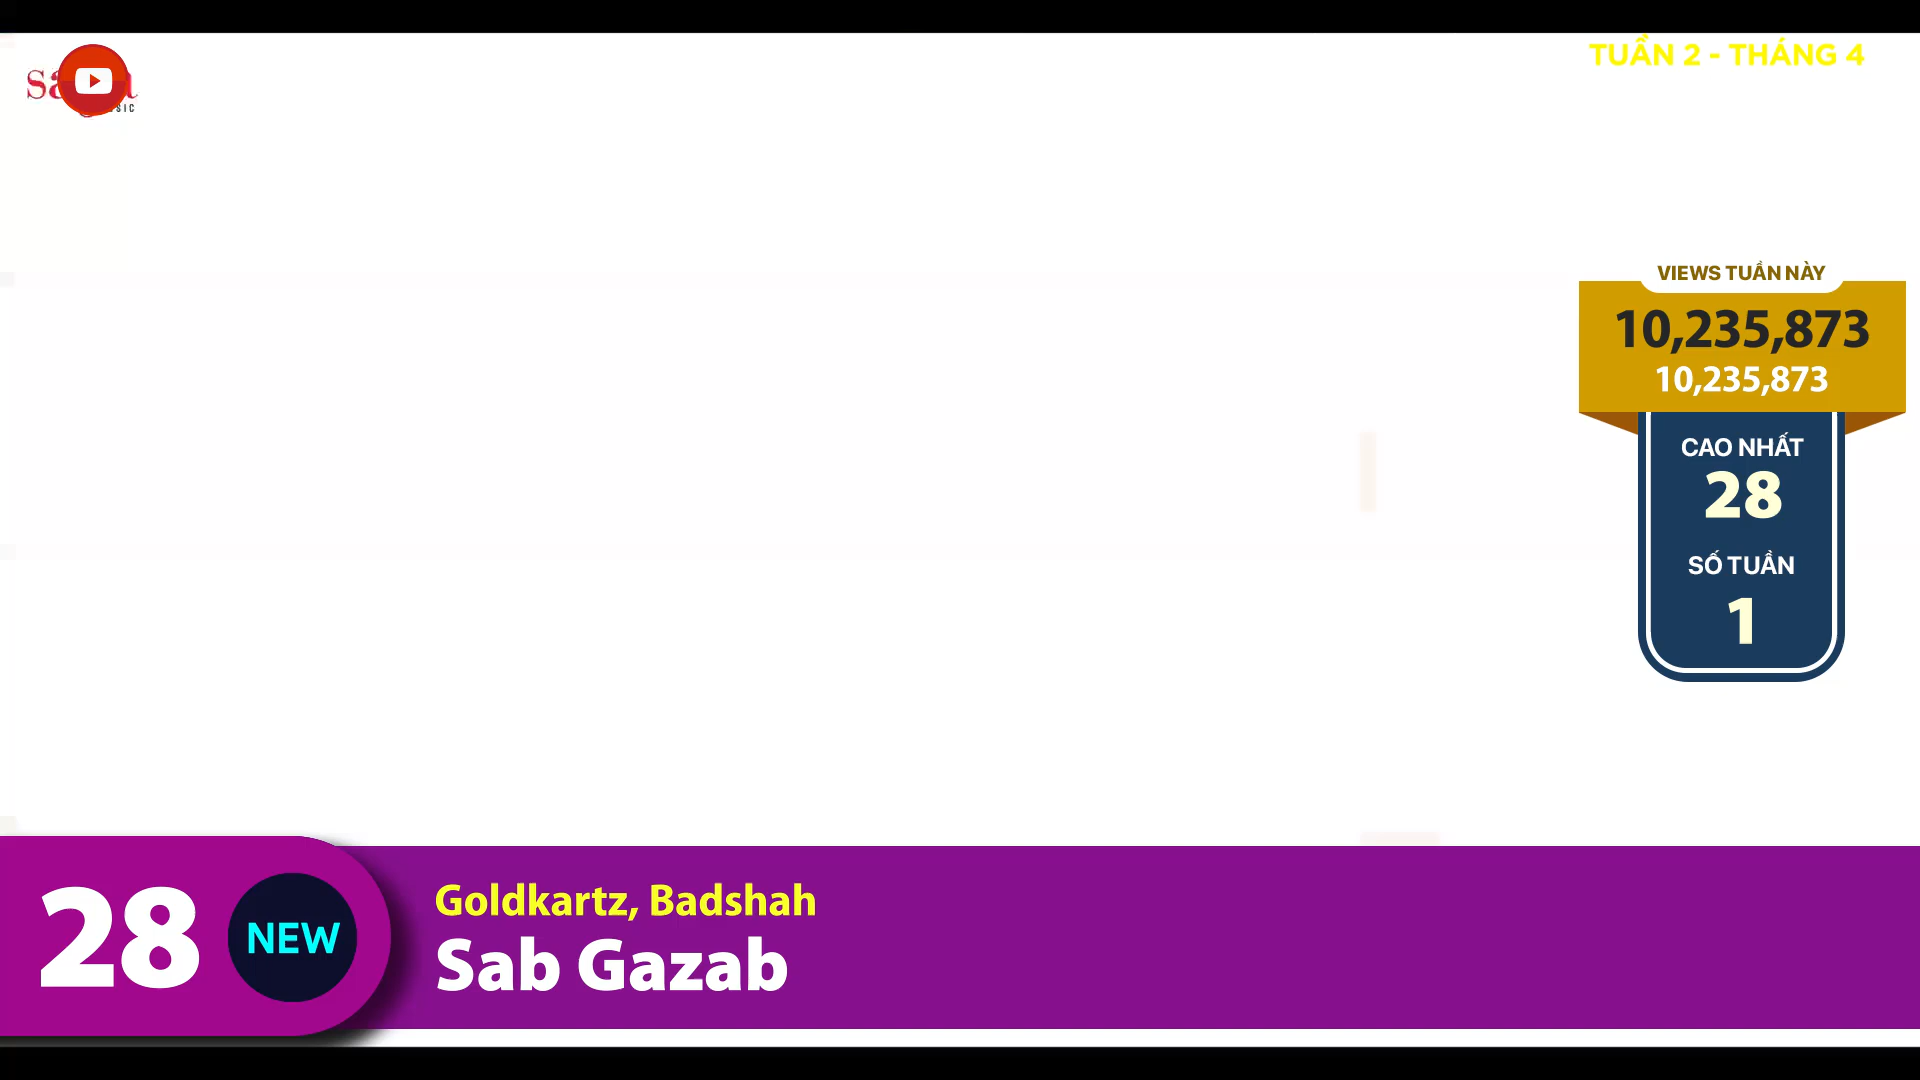 TUẦN 2 - THÁNG 4
VIEWS TUẦN NÀY
10,235,873
10,235,873
CAO NHẤT
28
SỐ TUẦN
1
28
NEW
Goldkartz, Badshah
Sab Gazab